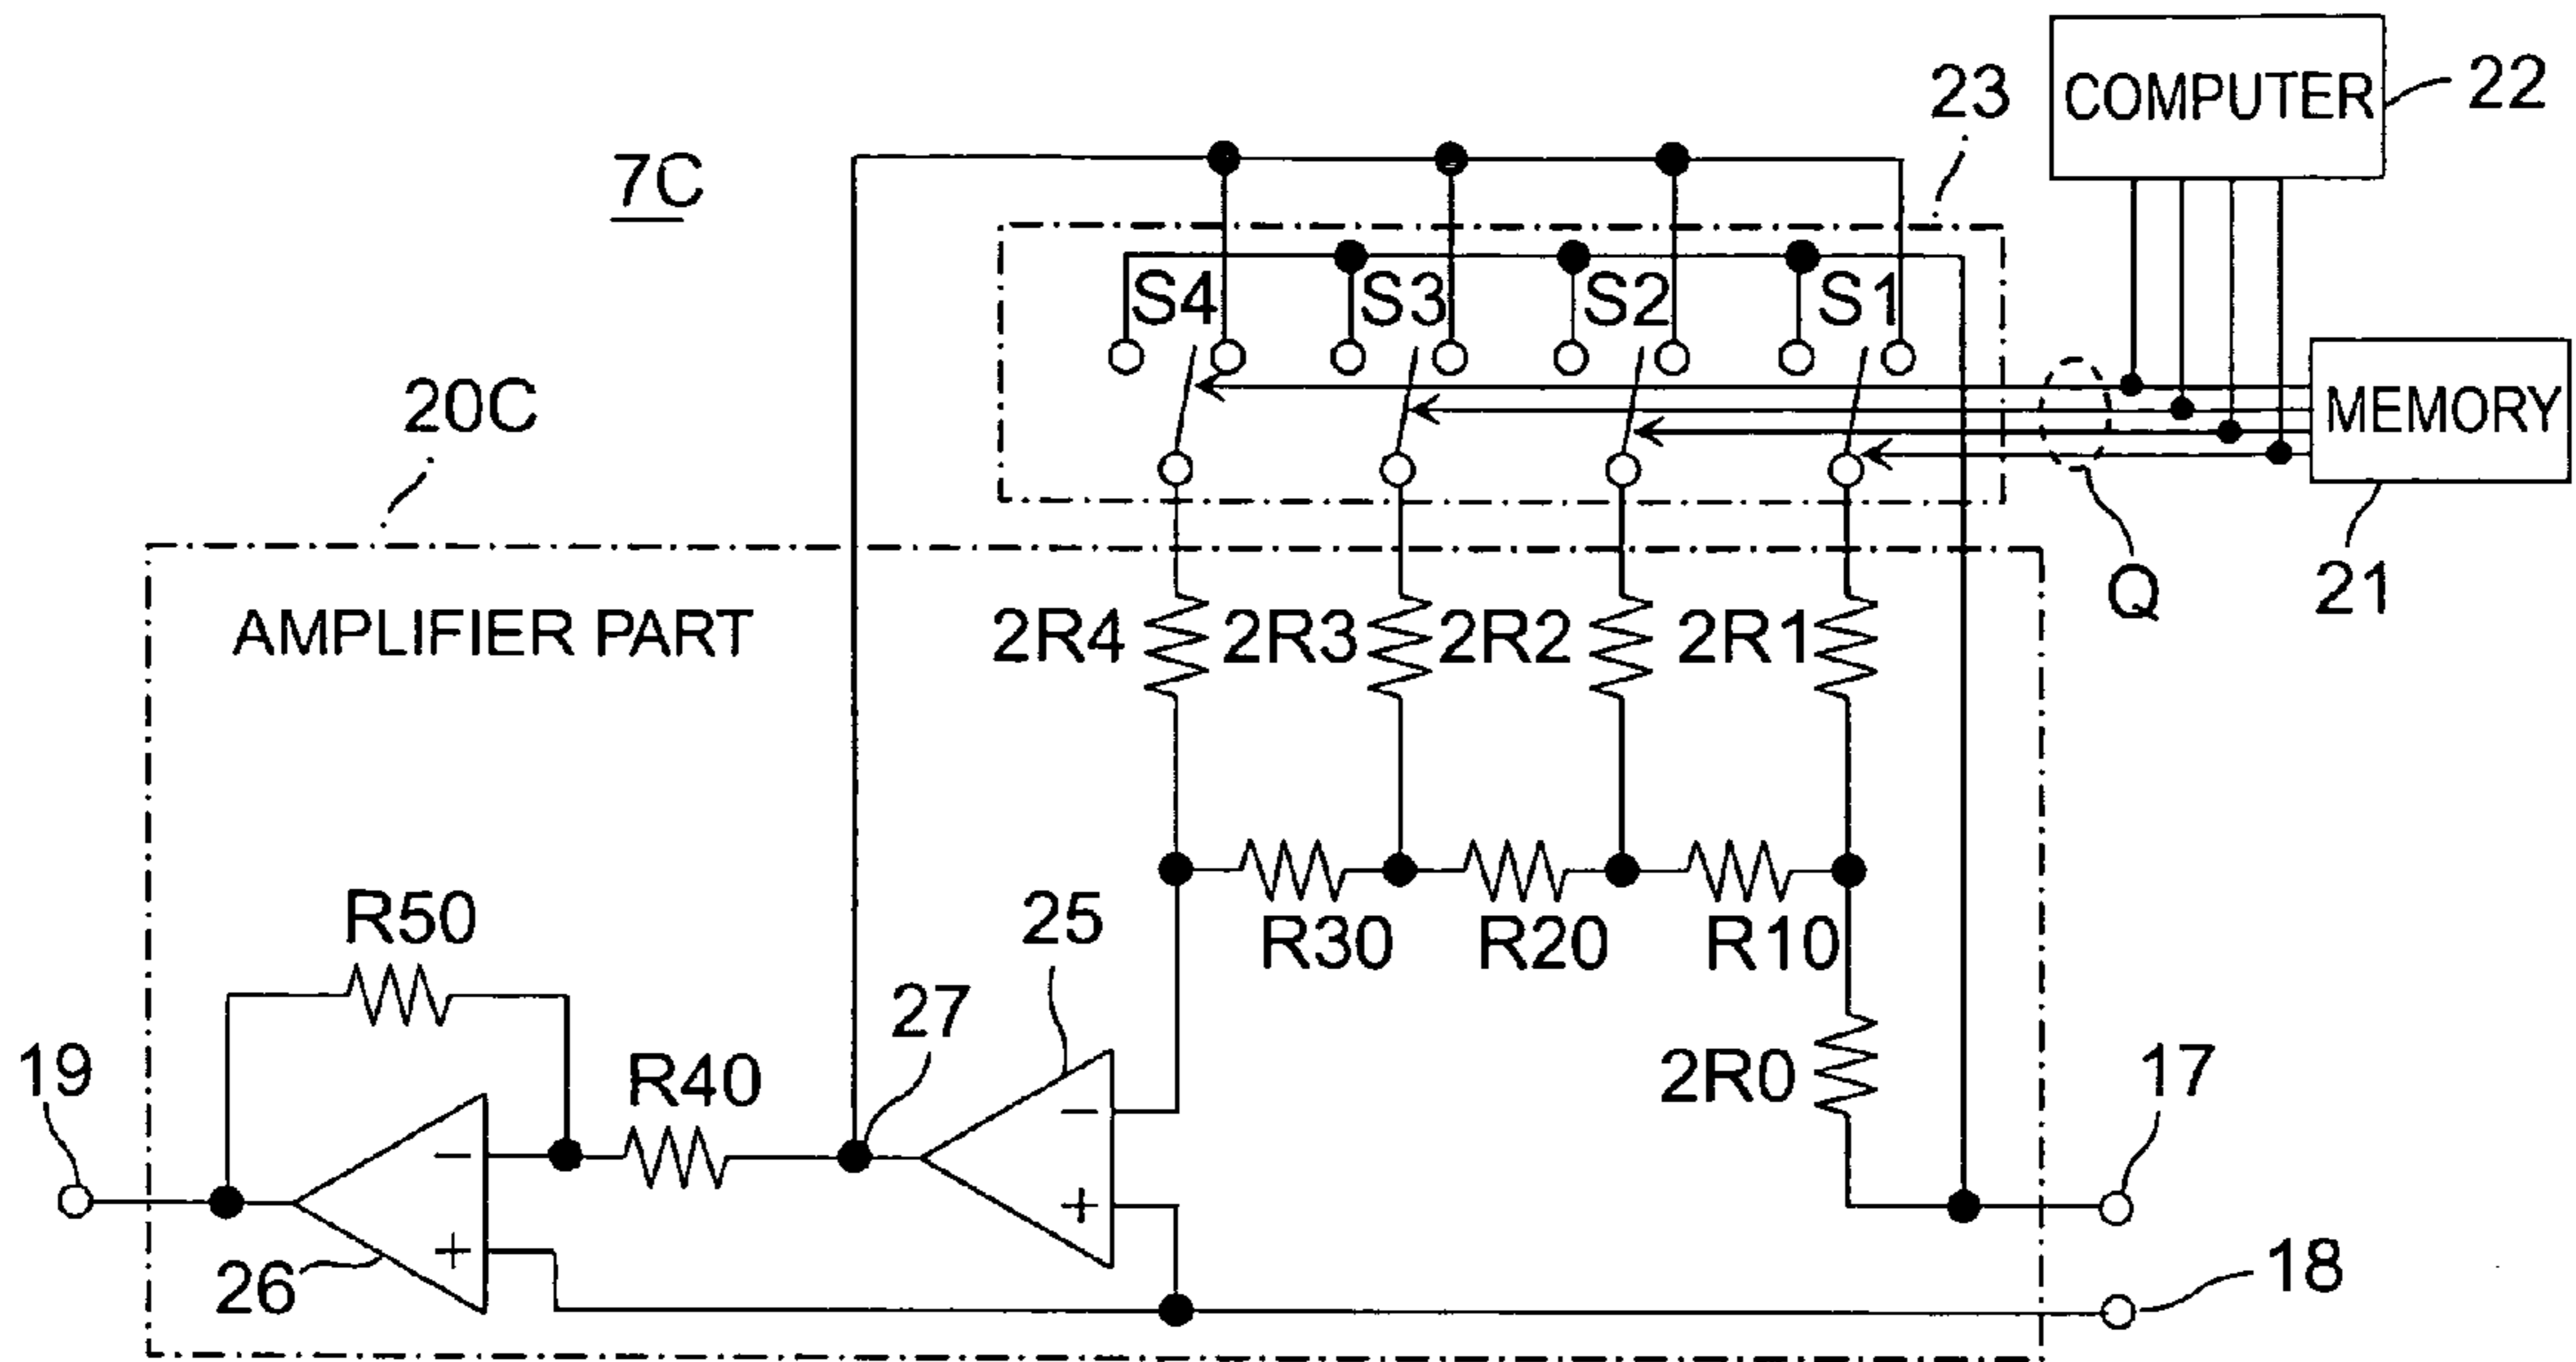 COMPUTER
22
23
7C
S4
S3
S2
S1
MEMORY
20C
Q
21
AMPLIFIER PART
2R4
2R3
2R2
2R1
R50
25
R30
R20
R10
27
19
R40
2R0
17
−
−
+
+
26
18